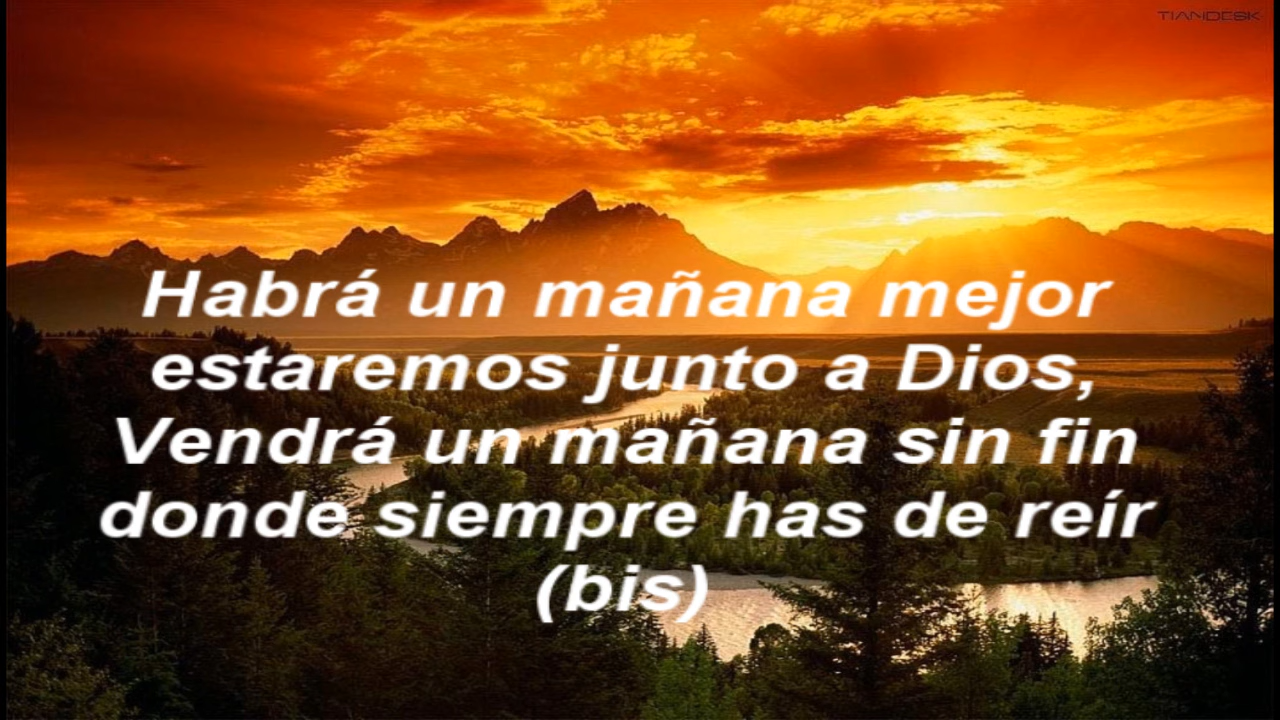 TIANDESK
Habrá un mañana mejor
estaremos junto a Dios,
Vendrá un mañana sin fin
donde siempre has de reír
(bis)